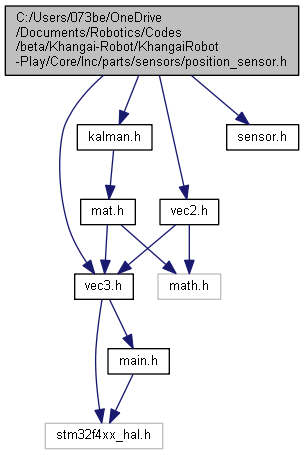 C:/Users/073be/OneDrive
/Documents/Robotics/Codes
/beta/Khangai-Robot/KhangaiRobot
-Play/Core/Inc/parts/sensors/position_sensor.h
kalman.h
sensor.h
mat.h
vec2.h
vec3.h
math.h
main.h
stm32f4xx_hal.h